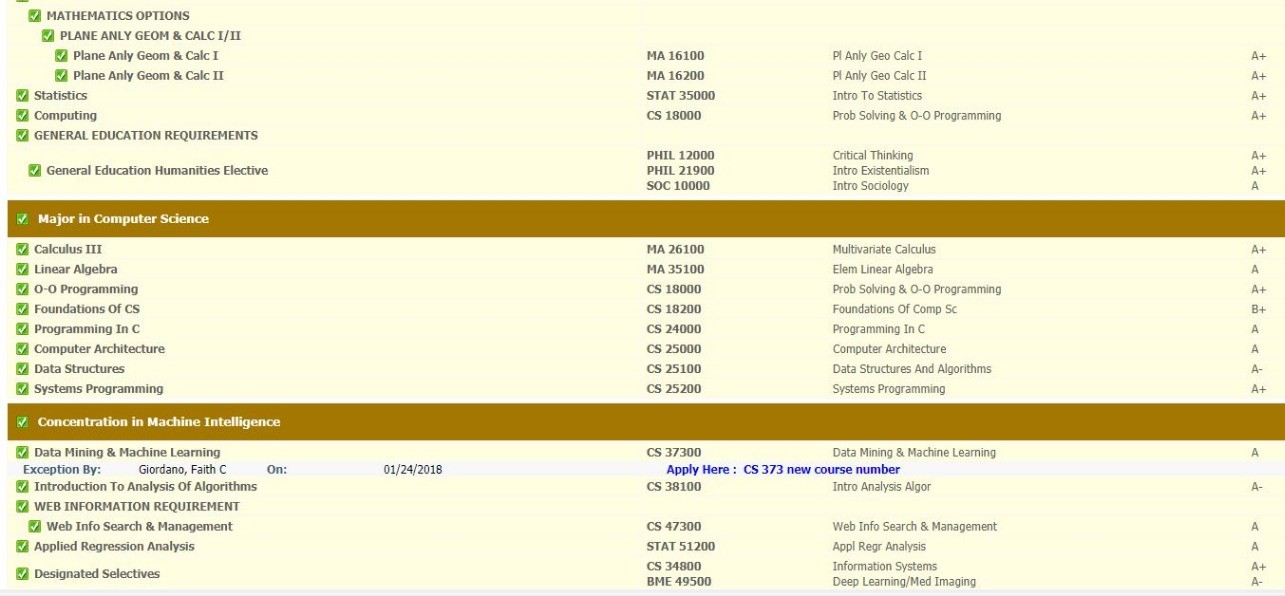 MATHEMATICS OPTIONS
PLANE ANLY GEOM & CALC I/II
Plane Anly Geom & Calc I MA 16100 Pl Anly Geo Calc I A+
Plane Anly Geom & Calc II MA 16200 Pl Anly Geo Calc II A+
Statistics STAT 35000 Intro To Statistics A+
Computing CS 18000 Prob Solving & O-O Programming A+
GENERAL EDUCATION REQUIREMENTS
PHIL 12000 Critical Thinking A+
General Education Humanities Elective PHIL 21900 Intro Existentialism A+
SOC 10000 Intro Sociology A
Major in Computer Science
Calculus III MA 26100 Multivariate Calculus A+
Linear Algebra MA 35100 Elem Linear Algebra A
O-O Programming CS 18000 Prob Solving & O-O Programming A+
Foundations Of CS CS 18200 Foundations Of Comp Sc B+
Programming In C CS 24000 Programming In C A
Computer Architecture CS 25000 Computer Architecture A
Data Structures CS 25100 Data Structures And Algorithms A-
Systems Programming CS 25200 Systems Programming A+
Concentration in Machine Intelligence
Data Mining & Machine Learning CS 37300 Data Mining & Machine Learning A
Exception By: Giordano, Faith C On: 01/24/2018 Apply Here : CS 373 new course number
Introduction To Analysis Of Algorithms CS 38100 Intro Analysis Algor A-
WEB INFORMATION REQUIREMENT
Web Info Search & Management CS 47300 Web Info Search & Management A
Applied Regression Analysis STAT 51200 Appl Regr Analysis A
Designated Selectives CS 34800 Information Systems A+
BME 49500 Deep Learning/Med Imaging A-